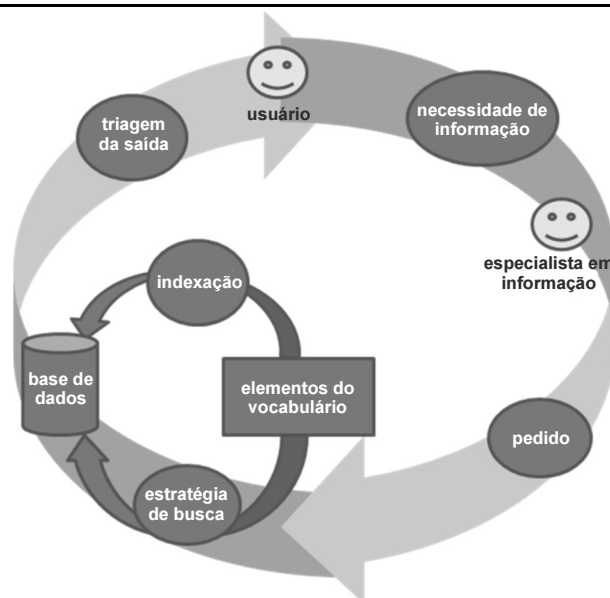 usuário
necessidade de
informação
triagem
da saída
especialista em
informação
indexação
base de
dados
elementos do
vocabulário
pedido
estratégia
de busca